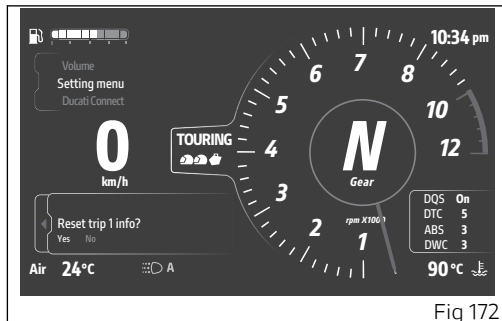 10:34 pm
Volume
Setting menu
Ducati Connect
0
km/h
TOURING
1
2
3
4
5
6
7
8
10
12
N
Gear
rpm X1000
Reset trip 1 info?
Yes No
DQS On
DTC 5
ABS 3
DWC 3
Air 24°C
A
90°C
Fig 172